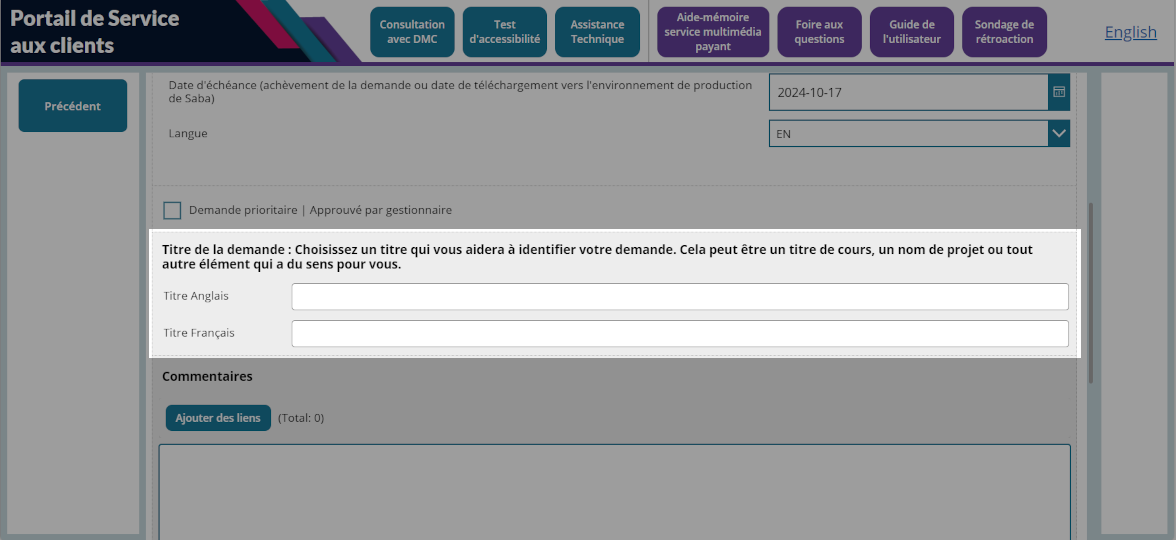 Portail de Service
aux clients
Consultation
avec DMC
Test
d'accessibilité
Assistance
Technique
Aide-mémoire
service multimédia
payant
Foire aux
questions
Guide de
l'utilisateur
Sondage de
rétroaction
English
Précédent
Date d'échéance (achèvement de la demande ou date de téléchargement vers l'environnement de production
de Saba)
2024-10-17
Langue
EN
Demande prioritaire | Approuvé par gestionnaire
Titre de la demande : Choisissez un titre qui vous aidera à identifier votre demande. Cela peut être un titre de cours, un nom de projet ou tout
autre élément qui a du sens pour vous.
Titre Anglais
Titre Français
Commentaires
Ajouter des liens
(Total: 0)